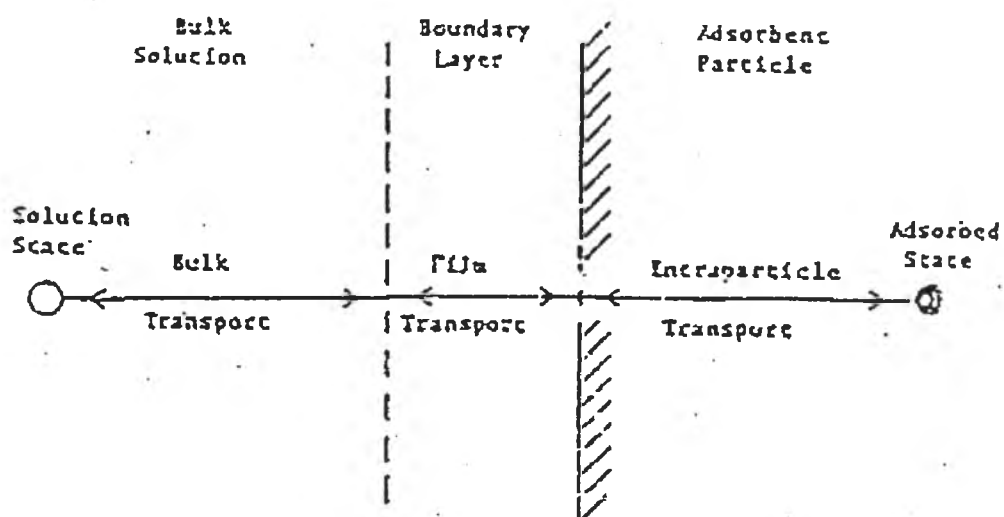 Bulk
Solution
Boundary
Layer
Adsorbent
Particle
Solution
State
Adsorbed
State
Bulk
Transport
Film
Transport
Intraparticle
Transport